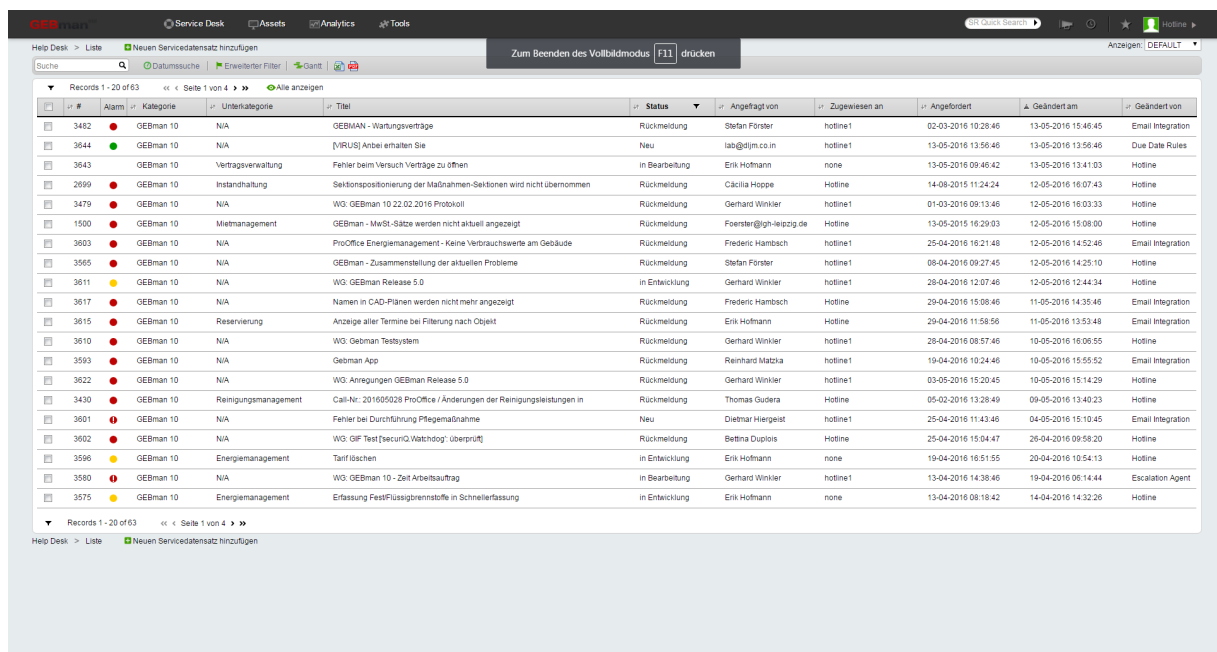 GEBman
Service Desk Assets Analytics Tools SR Quick Search Hotline
Help Desk > Liste Neuen Servicedatensatz hinzufügen Anzeigen: DEFAULT
Zum Beenden des Vollbildmodus F11 drücken
Suche Datumssuche | Erweiterter Filter | Gantt |
Records 1 - 20 of 63 << < Seite 1 von 4 > >> Alle anzeigen
# Alarm Kategorie Unterkategorie Titel Status Angefragt von Zugewiesen an Angefordert Geändert am Geändert von
3482 GEBman 10 N/A GEBMAN - Wartungsverträge Rückmeldung Stefan Förster hotline1 02-03-2016 10:28:46 13-05-2016 15:46:45 Email Integration
3644 GEBman 10 N/A [VIRUS] Anbei erhalten Sie Neu lab@dljm.co.in hotline1 13-05-2016 13:56:46 13-05-2016 13:56:46 Due Date Rules
3643 GEBman 10 Vertragsverwaltung Fehler beim Versuch Verträge zu öffnen in Bearbeitung Erik Hofmann none 13-05-2016 09:46:42 13-05-2016 13:41:03 Hotline
2699 GEBman 10 Instandhaltung Sektionspositionierung der Maßnahmen-Sektionen wird nicht übernommen Rückmeldung Cäcilia Hoppe Hotline 14-08-2015 11:24:24 12-05-2016 16:07:43 Hotline
3479 GEBman 10 N/A WG: GEBman 10 22.02.2016 Protokoll Rückmeldung Gerhard Winkler hotline1 01-03-2016 09:13:46 12-05-2016 16:03:33 Hotline
1500 GEBman 10 Mietmanagement GEBman - MwSt.-Sätze werden nicht aktuell angezeigt Rückmeldung Foerster@lgh-leipzig.de Hotline 13-05-2015 16:29:03 12-05-2016 15:08:00 Hotline
3603 GEBman 10 N/A ProOffice Energiemanagement - Keine Verbrauchswerte am Gebäude Rückmeldung Frederic Hambsch hotline1 25-04-2016 16:21:48 12-05-2016 14:52:46 Email Integration
3565 GEBman 10 N/A GEBman - Zusammenstellung der aktuellen Probleme Rückmeldung Stefan Förster hotline1 08-04-2016 09:27:45 12-05-2016 14:25:10 Hotline
3611 GEBman 10 N/A WG: GEBman Release 5.0 in Entwicklung Gerhard Winkler hotline1 28-04-2016 12:07:46 12-05-2016 12:44:34 Hotline
3617 GEBman 10 N/A Namen in CAD-Plänen werden nicht mehr angezeigt Rückmeldung Frederic Hambsch Hotline 29-04-2016 15:08:46 11-05-2016 14:35:46 Email Integration
3615 GEBman 10 Reservierung Anzeige aller Termine bei Filterung nach Objekt Rückmeldung Erik Hofmann Hotline 29-04-2016 11:58:56 11-05-2016 13:53:48 Email Integration
3610 GEBman 10 N/A WG: Gebman Testsystem Rückmeldung Gerhard Winkler hotline1 28-04-2016 08:57:46 10-05-2016 16:06:55 Hotline
3593 GEBman 10 N/A Gebman App Rückmeldung Reinhard Matzka hotline1 19-04-2016 10:24:46 10-05-2016 15:55:52 Email Integration
3622 GEBman 10 N/A WG: Anregungen GEBman Release 5.0 Rückmeldung Gerhard Winkler hotline1 03-05-2016 15:20:45 10-05-2016 15:14:29 Hotline
3430 GEBman 10 Reinigungsmanagement Call-Nr.: 201605028 ProOffice / Änderungen der Reinigungsleistungen in Rückmeldung Thomas Gudera Hotline 05-02-2016 13:28:49 09-05-2016 13:40:23 Hotline
3601 GEBman 10 N/A Fehler bei Durchführung Pflegemaßnahme Neu Dietmar Hiergeist hotline1 25-04-2016 11:43:46 04-05-2016 15:10:45 Email Integration
3602 GEBman 10 N/A WG: GIF Test ['securiQ.Watchdog': überprüft] Rückmeldung Bettina Duplois Hotline 25-04-2016 15:04:47 26-04-2016 09:58:20 Hotline
3596 GEBman 10 Energiemanagement Tarif löschen in Entwicklung Erik Hofmann none 19-04-2016 16:51:55 20-04-2016 10:54:13 Hotline
3580 GEBman 10 N/A WG: GEBman 10 - Zeit Arbeitsauftrag in Bearbeitung Gerhard Winkler hotline1 13-04-2016 14:38:46 19-04-2016 06:14:44 Escalation Agent
3575 GEBman 10 Energiemanagement Erfassung Fest/Flüssigbrennstoffe in Schnellerfassung in Entwicklung Erik Hofmann none 13-04-2016 08:18:42 14-04-2016 14:32:26 Hotline
Records 1 - 20 of 63 << < Seite 1 von 4 > >>
Help Desk > Liste Neuen Servicedatensatz hinzufügen